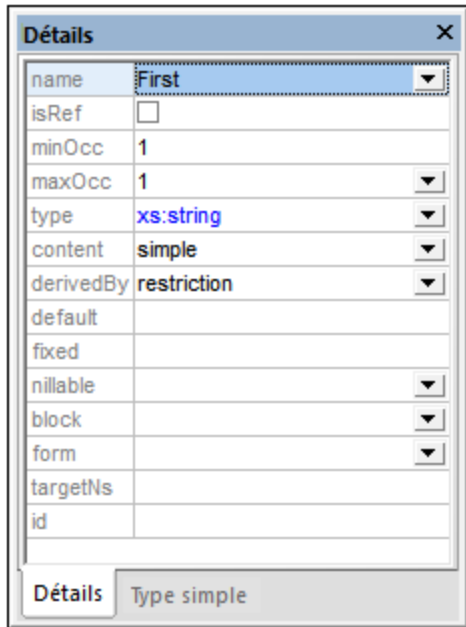 Détails
name First
isRef
minOcc 1
maxOcc 1
type xs:string
content simple
derivedBy restriction
default
fixed
nillable
block
form
targetNs
id
Détails Type simple